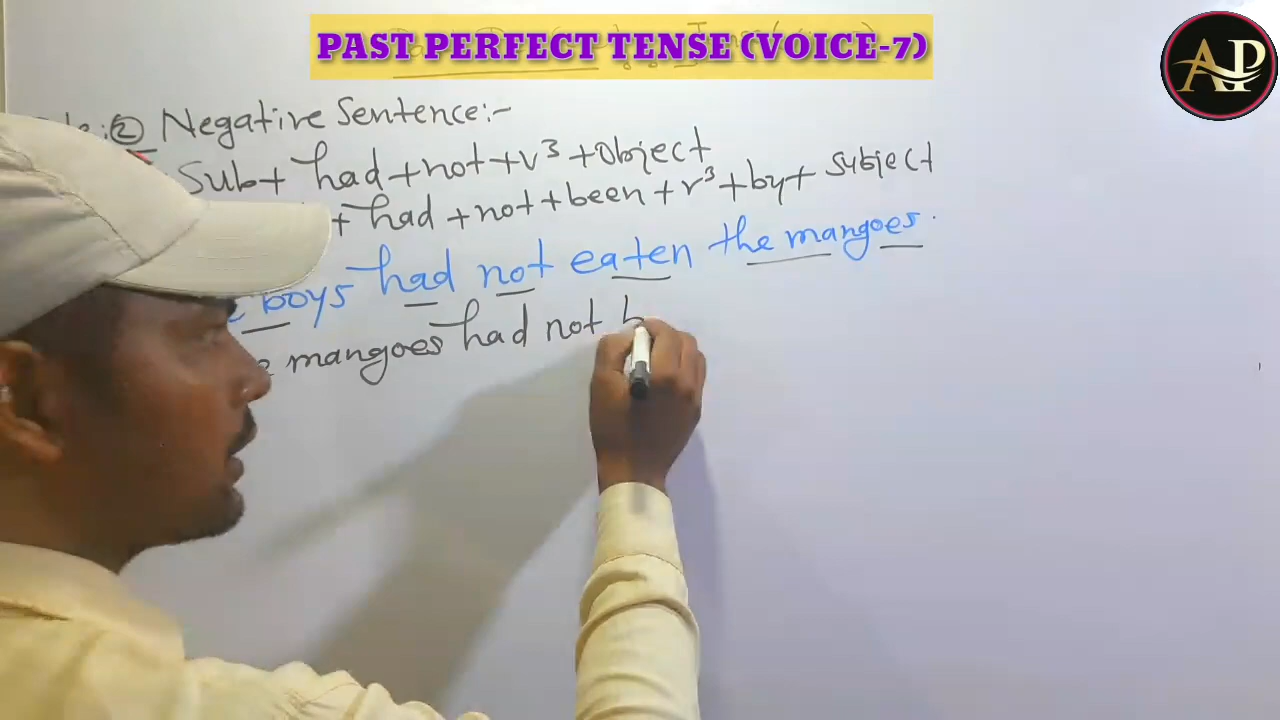 PAST PERFECT TENSE (VOICE-7)
AP
② Negative Sentence:-
Sub+ had +not+v³ +Object
+ had +not+been +v³+by+ Subject
boys had not eaten the mangoes.
mangoes had not b